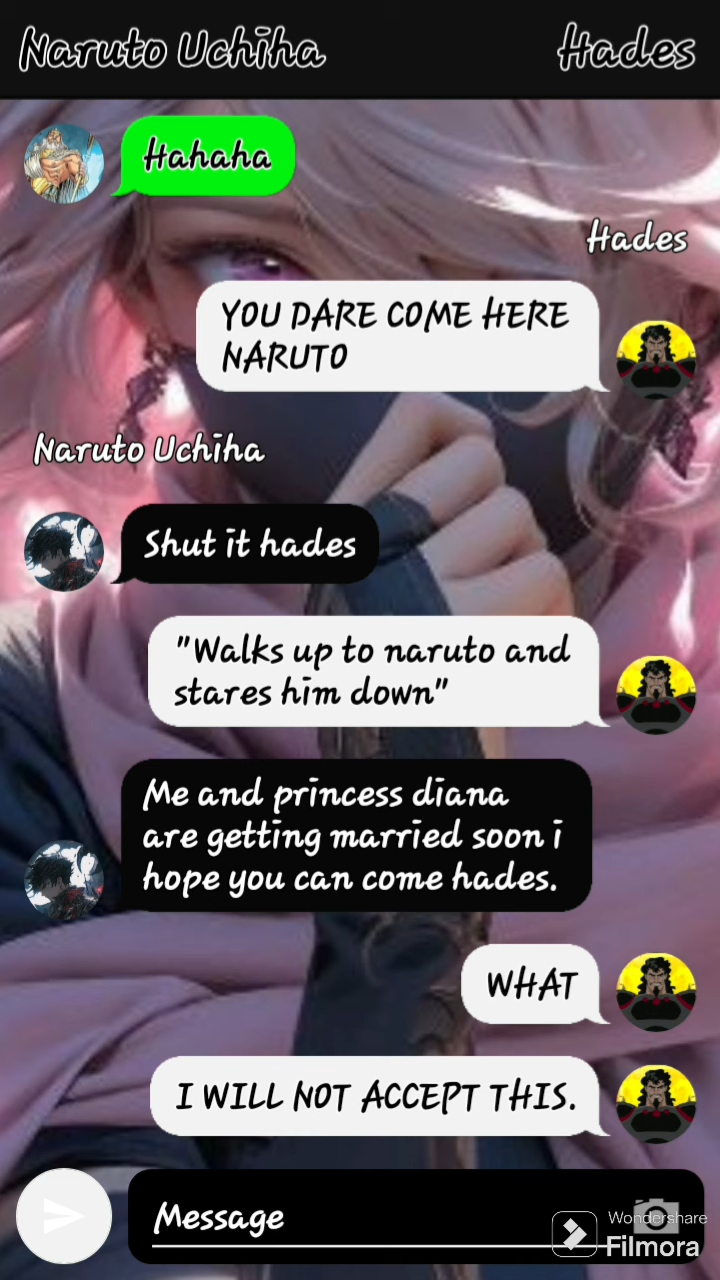 Naruto Uchiha Hades
Hahaha
Hades
YOU DARE COME HERE
NARUTO
Naruto Uchiha
Shut it hades
"Walks up to naruto and
stares him down"
Me and princess diana
are getting married soon i
hope you can come hades.
WHAT
I WILL NOT ACCEPT THIS.
Message
Wondershare
Filmora